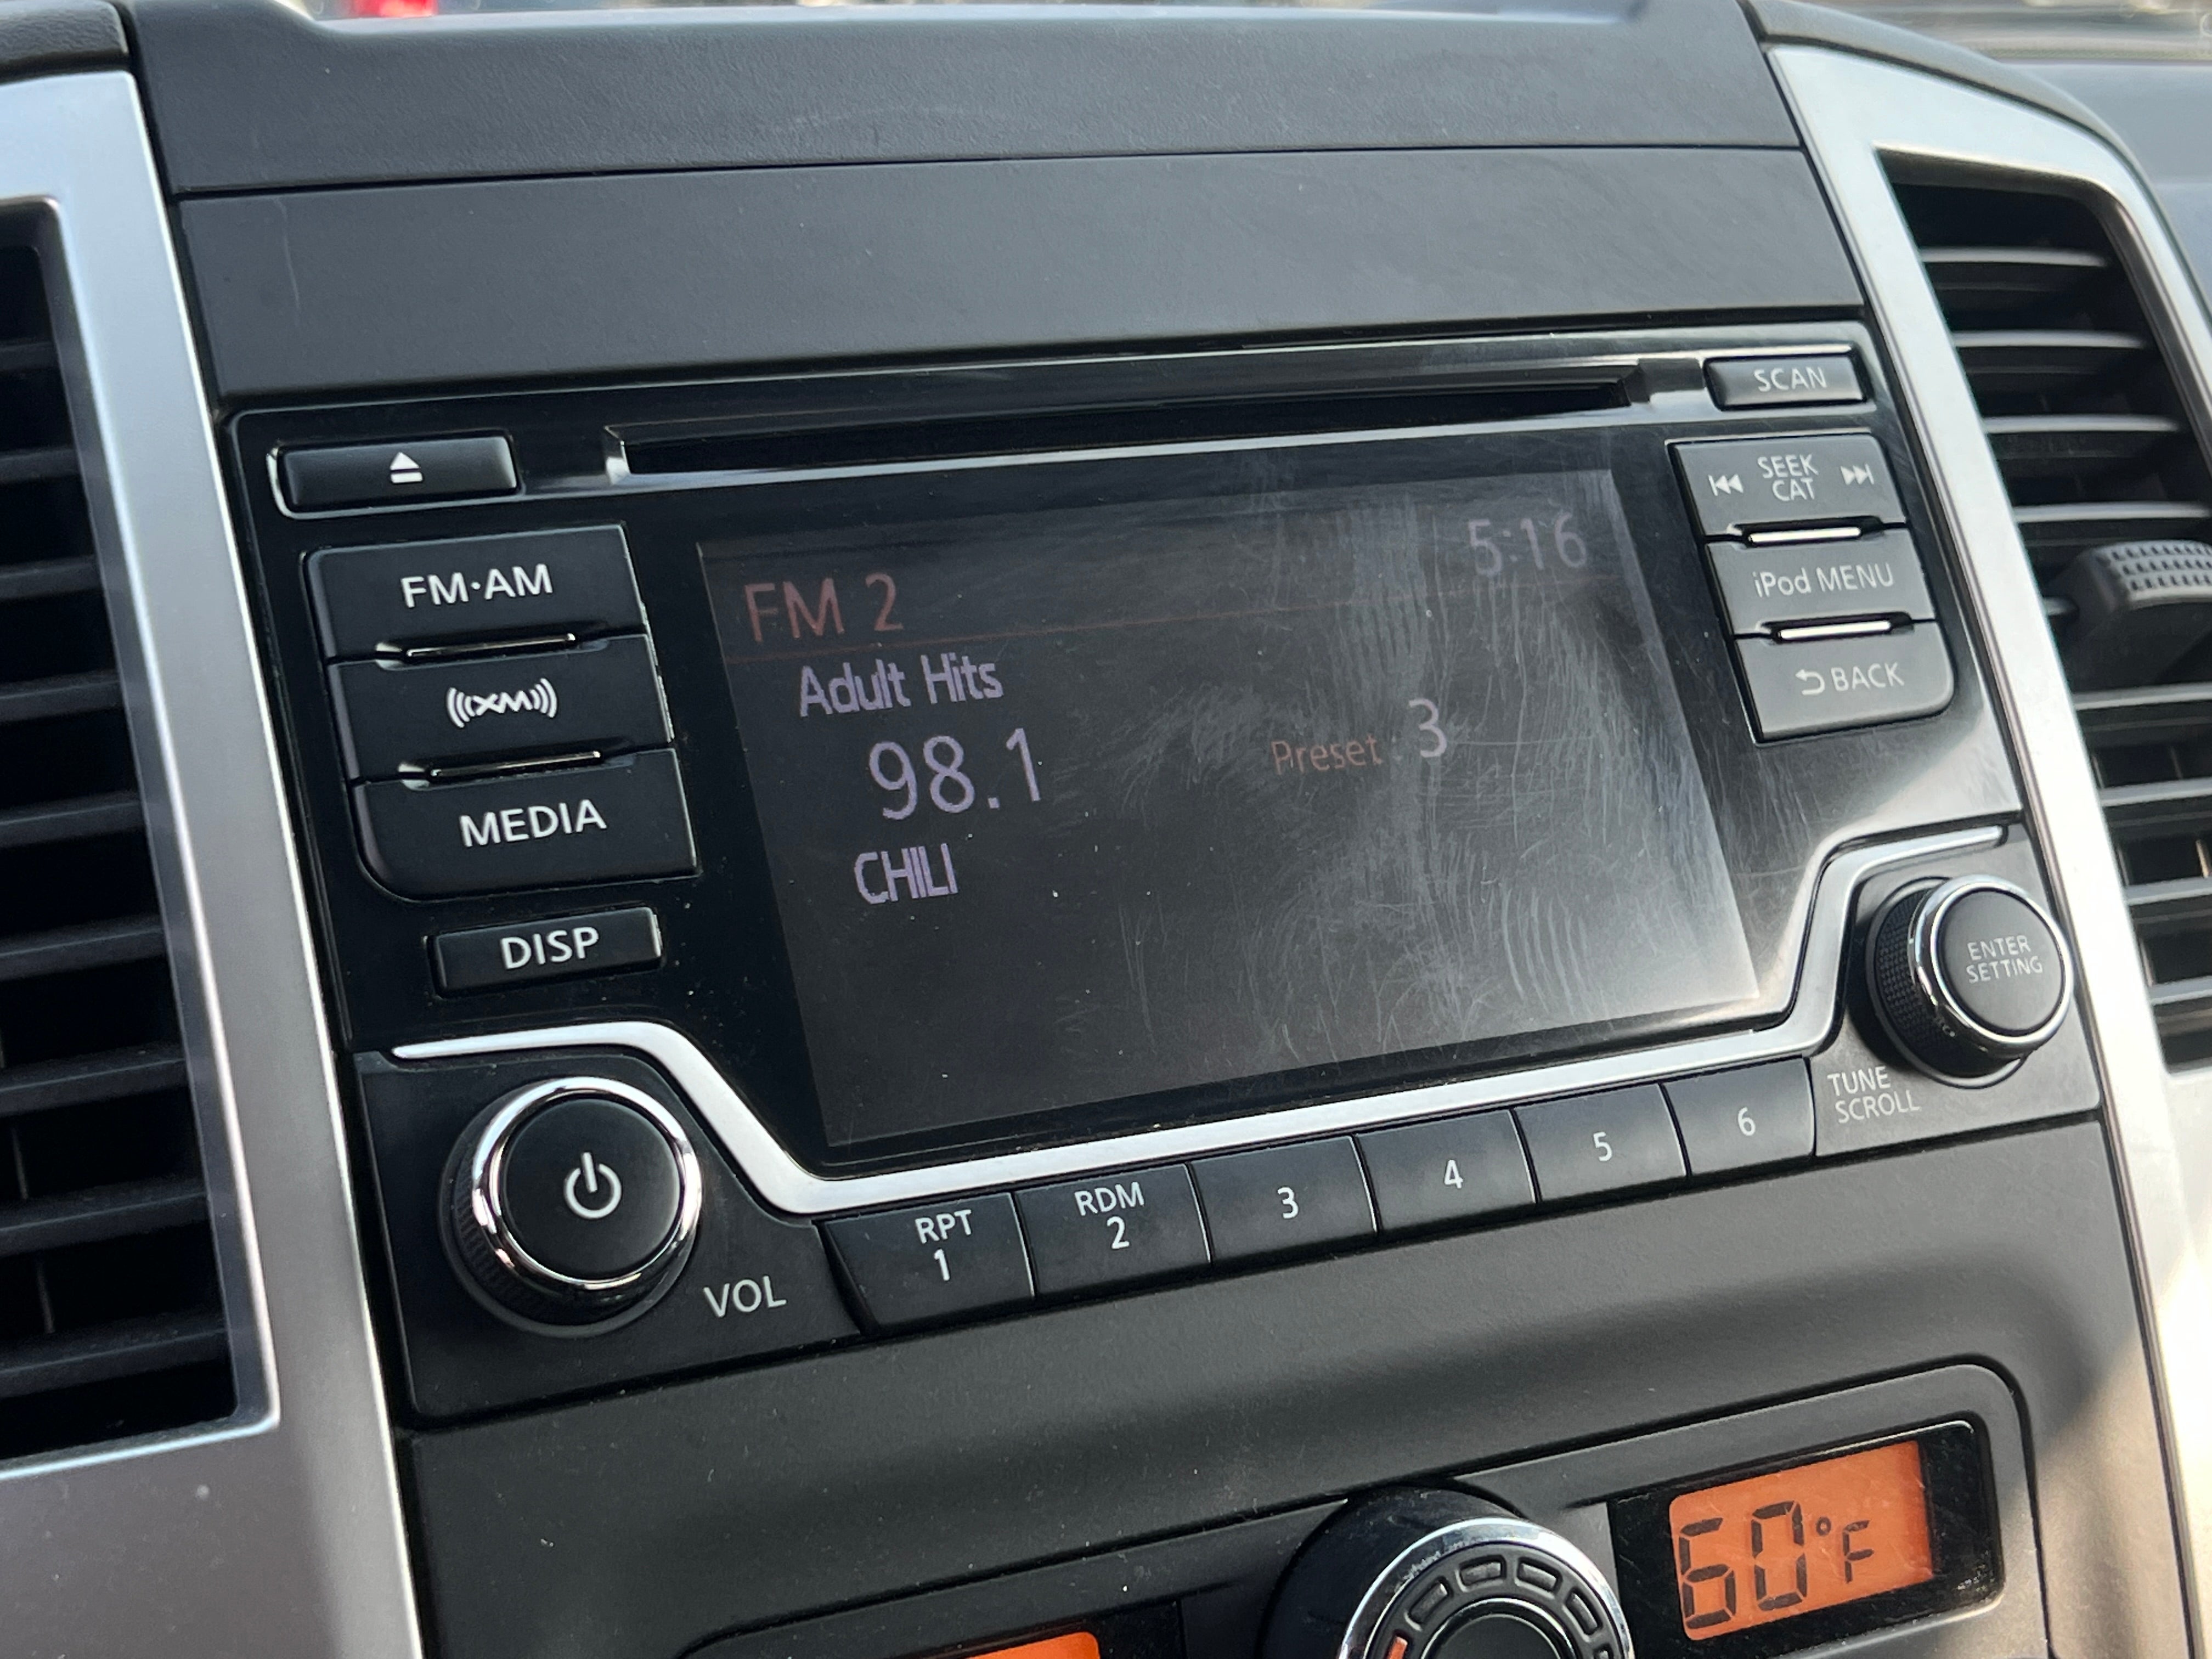 SCAN
SEEK
CAT
FM·AM
5:16
FM 2
iPod MENU
Adult Hits
XM
BACK
98.1
Preset 3
MEDIA
CHILI
DISP
ENTER
SETTING
TUNE
SCROLL
VOL
RPT
1
RDM
2
3
4
5
6
60°F